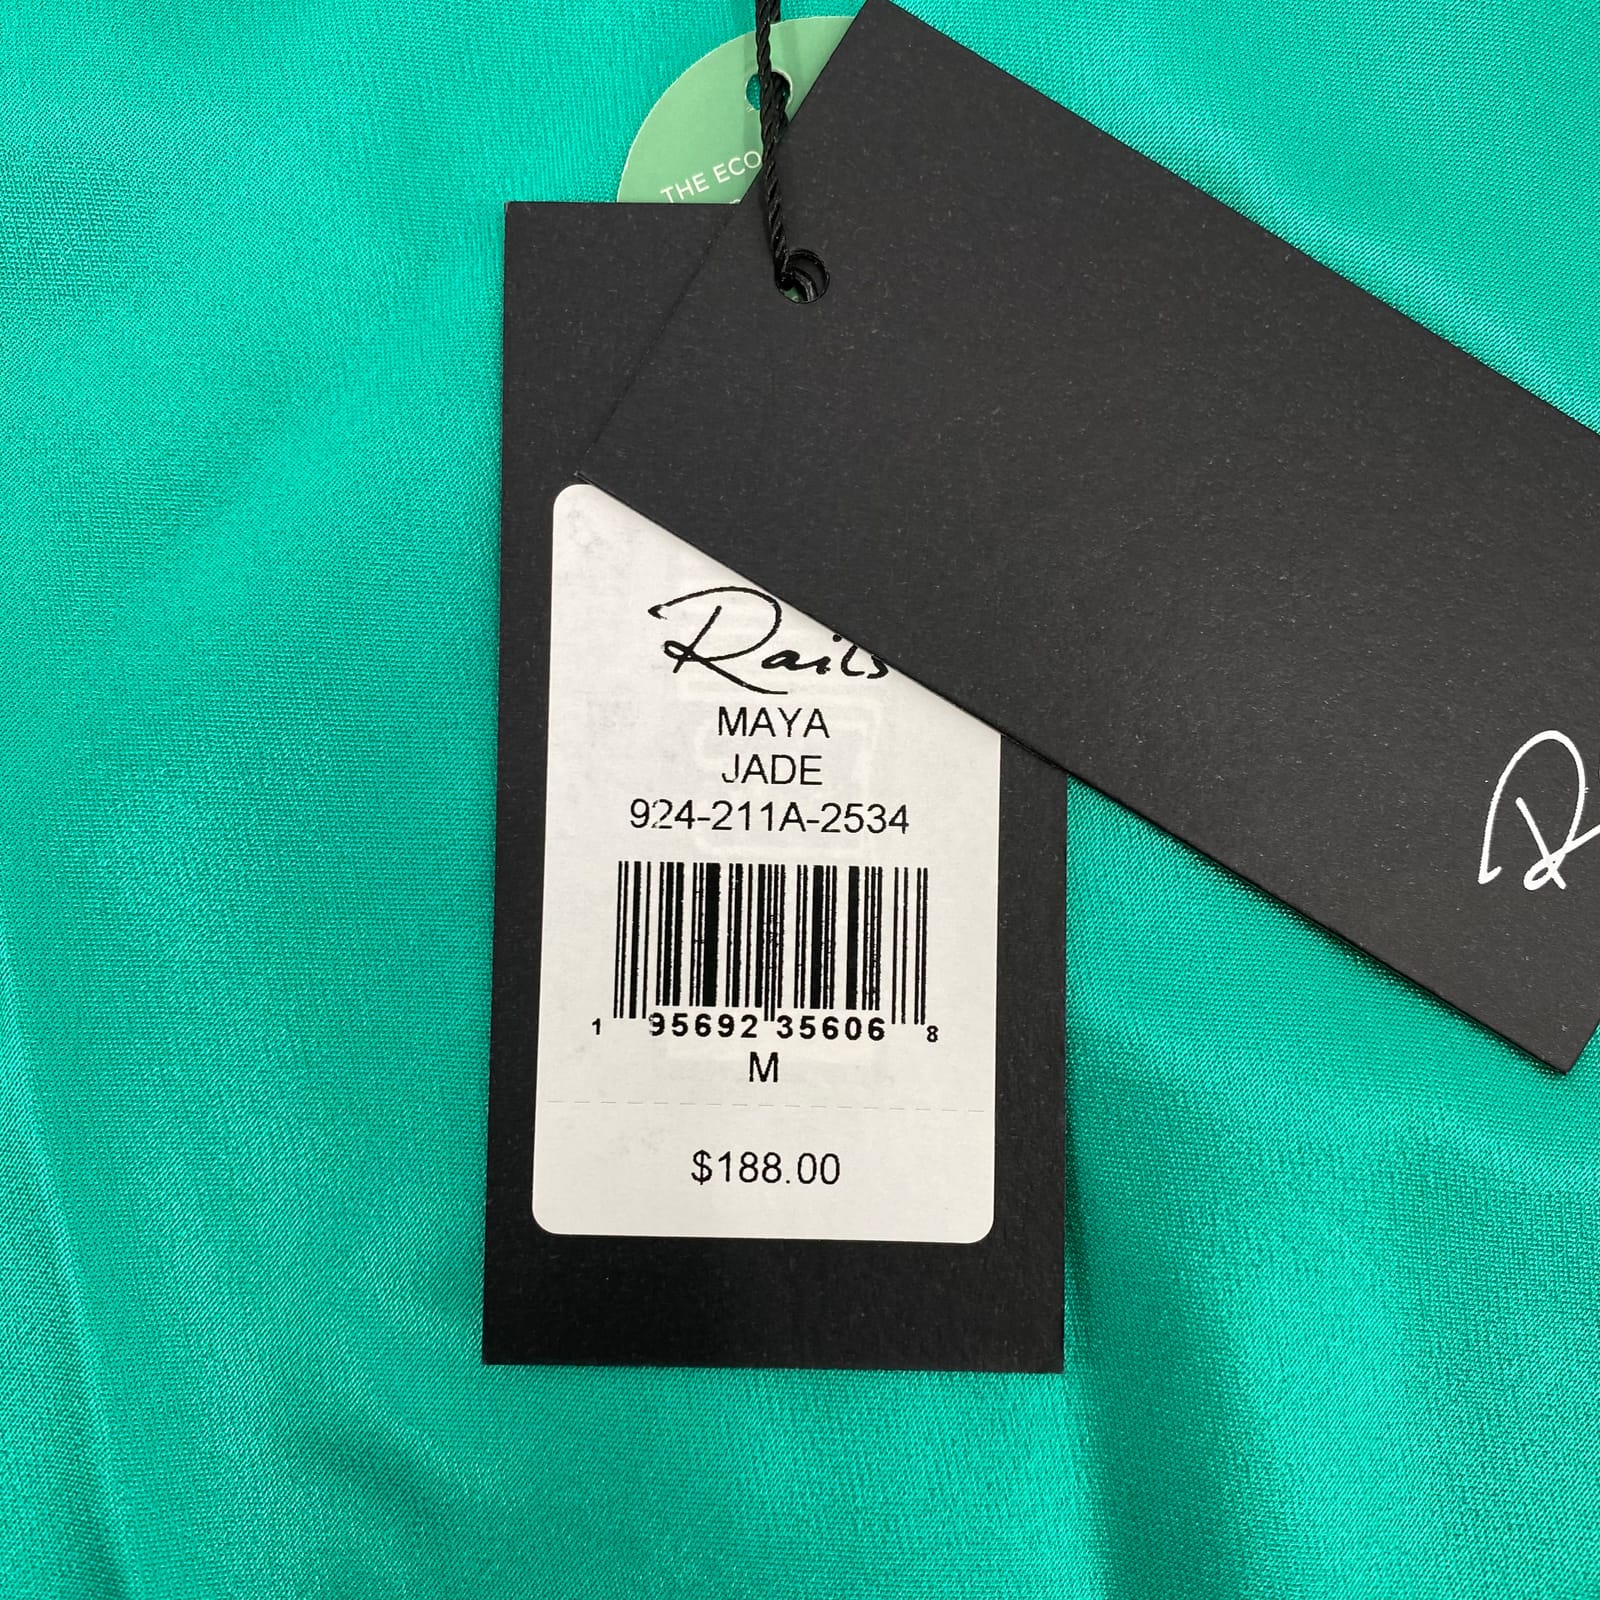 THE ECO
Rails
MAYA
JADE
924-211A-2534
1 95692 35606 8
M
$188.00
R